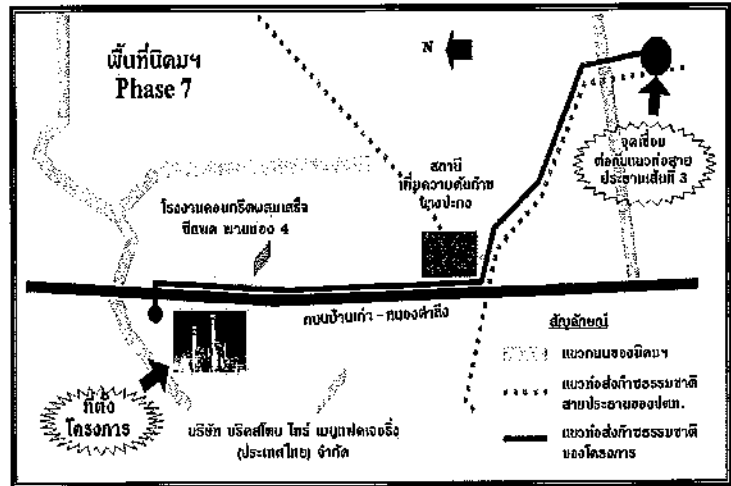 พื้นที่นิคมฯ
Phase 7
N
จุดเชื่อม
ต่อกับแนวท่อสาย
ประธานเส้นที่ 3
สถานี
เพิ่มความดันก๊าซ
บางปะกง
โรงงานคอนกรีตผสมเสร็จ
ซีแพค พานทอง 4
ถนนบ้านเก่า - หนองตำลึง
ที่ตั้ง
โครงการ
บริษัท บริดสโตน ไทร์ เมนูแฟคเจอริ่ง
(ประเทศไทย) จำกัด
สัญลักษณ์
แนวถนนของนิคมฯ
แนวท่อส่งก๊าซธรรมชาติ
สายประธานของปตท.
แนวท่อส่งก๊าซธรรมชาติ
ของโครงการ